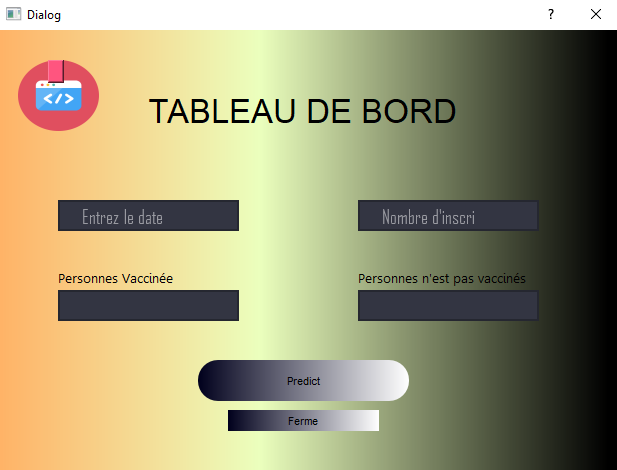 Dialog
?
</>
TABLEAU DE BORD
Entrez le date
Nombre d'inscri
Personnes Vaccinée
Personnes n'est pas vaccinés
Predict
Ferme